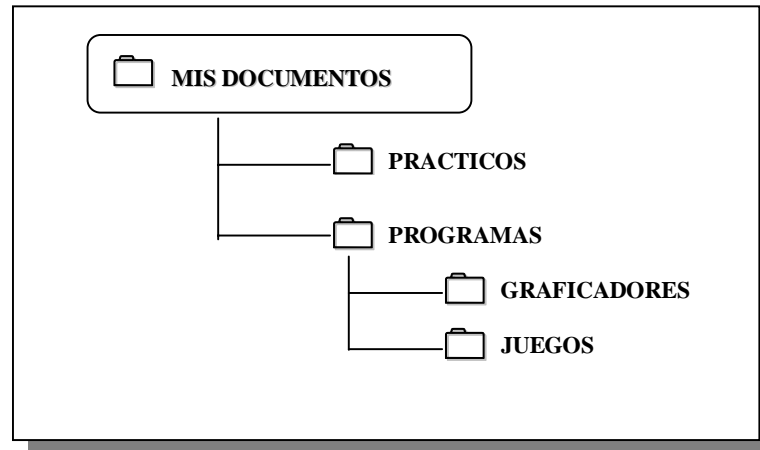 MIS DOCUMENTOS
PRACTICOS
PROGRAMAS
GRAFICADORES
JUEGOS